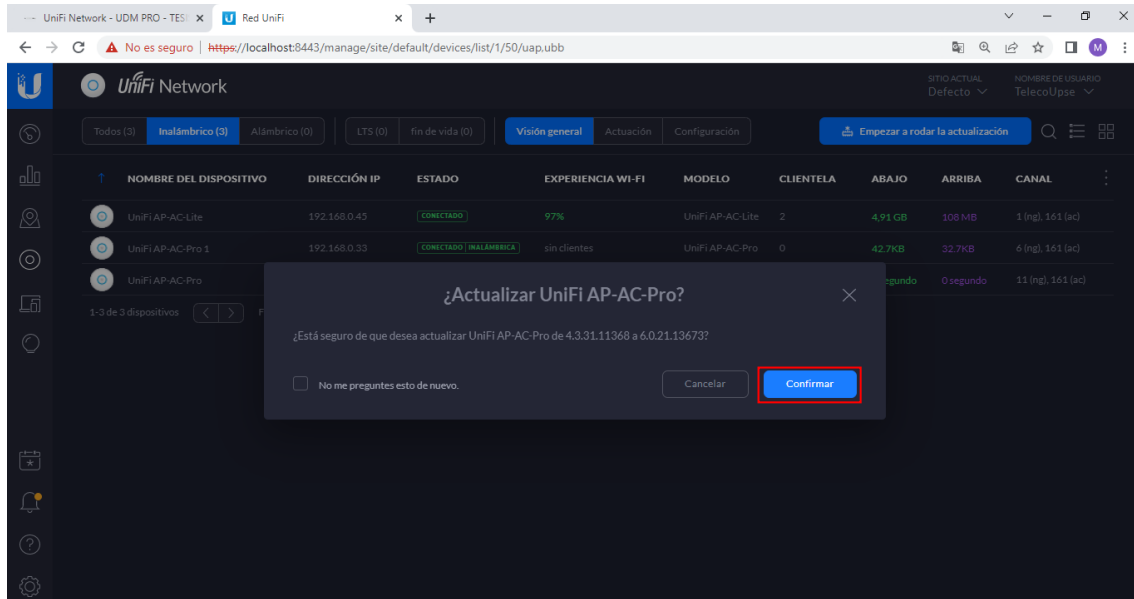 UniFi Network - UDM PRO - TES
Red UniFi
No es seguro | https://localhost:8443/manage/site/default/devices/list/1/50/uap.ubb
M
UniFi Network
SITIO ACTUAL
Defecto
NOMBRE DE USUARIO
TelecoUpse
Todos (3) Inalámbrico (3) Alámbrico (0) LTS (0) fin de vida (0) Visión general Actuación Configuración Empezar a rodar la actualización
NOMBRE DEL DISPOSITIVO DIRECCIÓN IP ESTADO EXPERIENCIA WI-FI MODELO CLIENTELA ABAJO ARRIBA CANAL
UniFi AP-AC-Lite 192.168.0.45 CONECTADO 97% UniFi AP-AC-Lite 2 4,91 GB 108 MB 1 (ng), 161 (ac)
UniFi AP-AC-Pro 1 192.168.0.33 CONECTADO INALÁMBRICA sin clientes UniFi AP-AC-Pro 0 42.7KB 32,7KB 6 (ng), 161 (ac)
UniFi AP-AC-Pro egundo 0 segundo 11 (ng), 161 (ac)
1-3 de 3 dispositivos
¿Actualizar UniFi AP-AC-Pro?
¿Está seguro de que desea actualizar UniFi AP-AC-Pro de 4.3.31.11368 a 6.0.21.13673?
No me preguntes esto de nuevo.
Cancelar
Confirmar